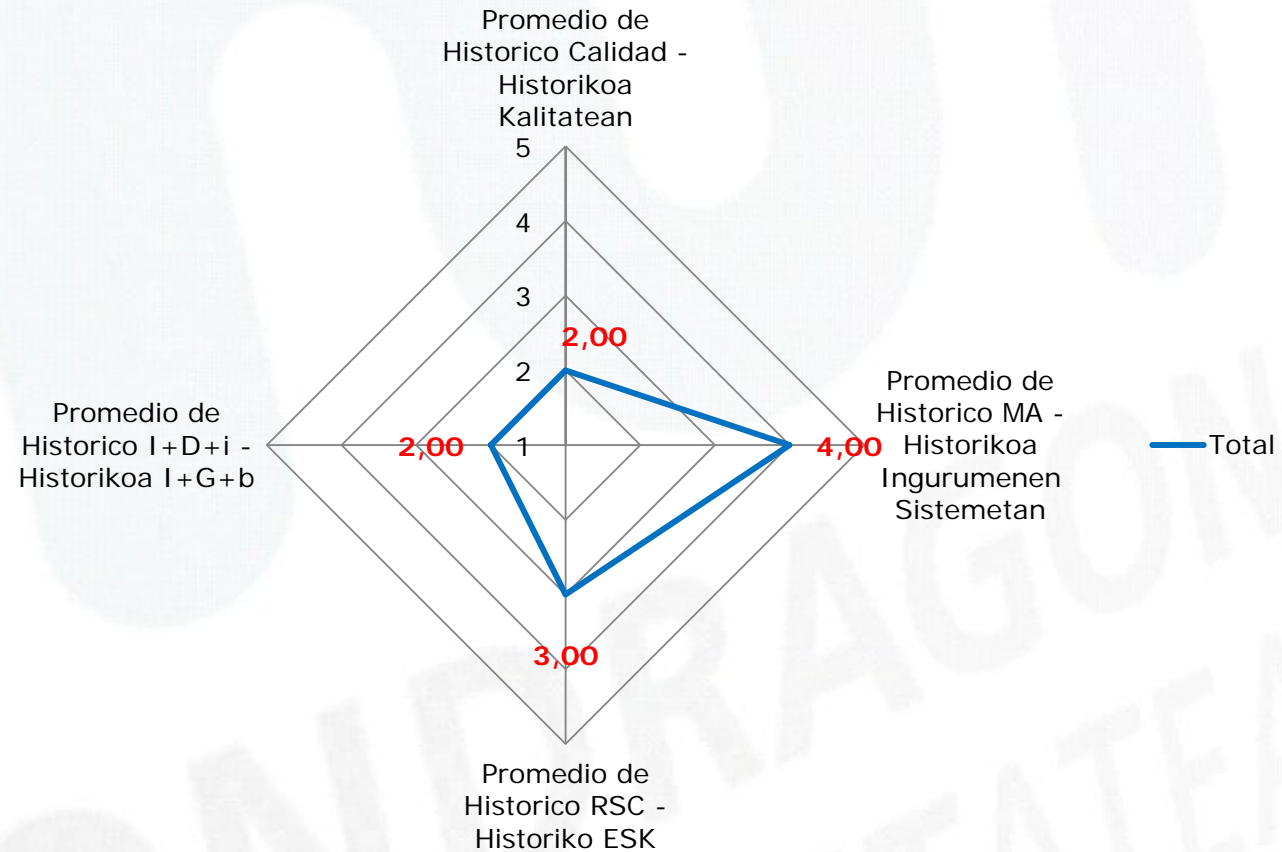 Promedio de
Historico Calidad -
Historikoa
Kalitatean
5
4
3
2,00
2
Promedio de
Historico MA -
Historikoa
Ingurumenen
Sistemetan
4,00
Total
Promedio de
Historico I+D+i -
Historikoa I+G+b
2,00
1
3,00
Promedio de
Historico RSC -
Historiko ESK